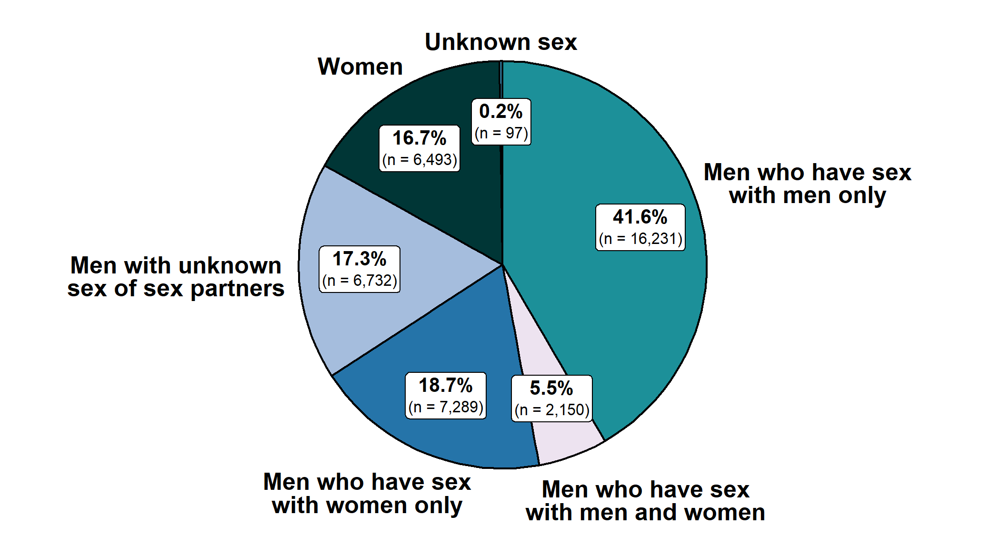 Unknown sex
Women
0.2%
(n = 97)
16.7%
(n = 6,493)
Men who have sex
with men only
41.6%
(n = 16,231)
Men with unknown
sex of sex partners
17.3%
(n = 6,732)
18.7%
(n = 7,289)
5.5%
(n = 2,150)
Men who have sex
with women only
Men who have sex
with men and women